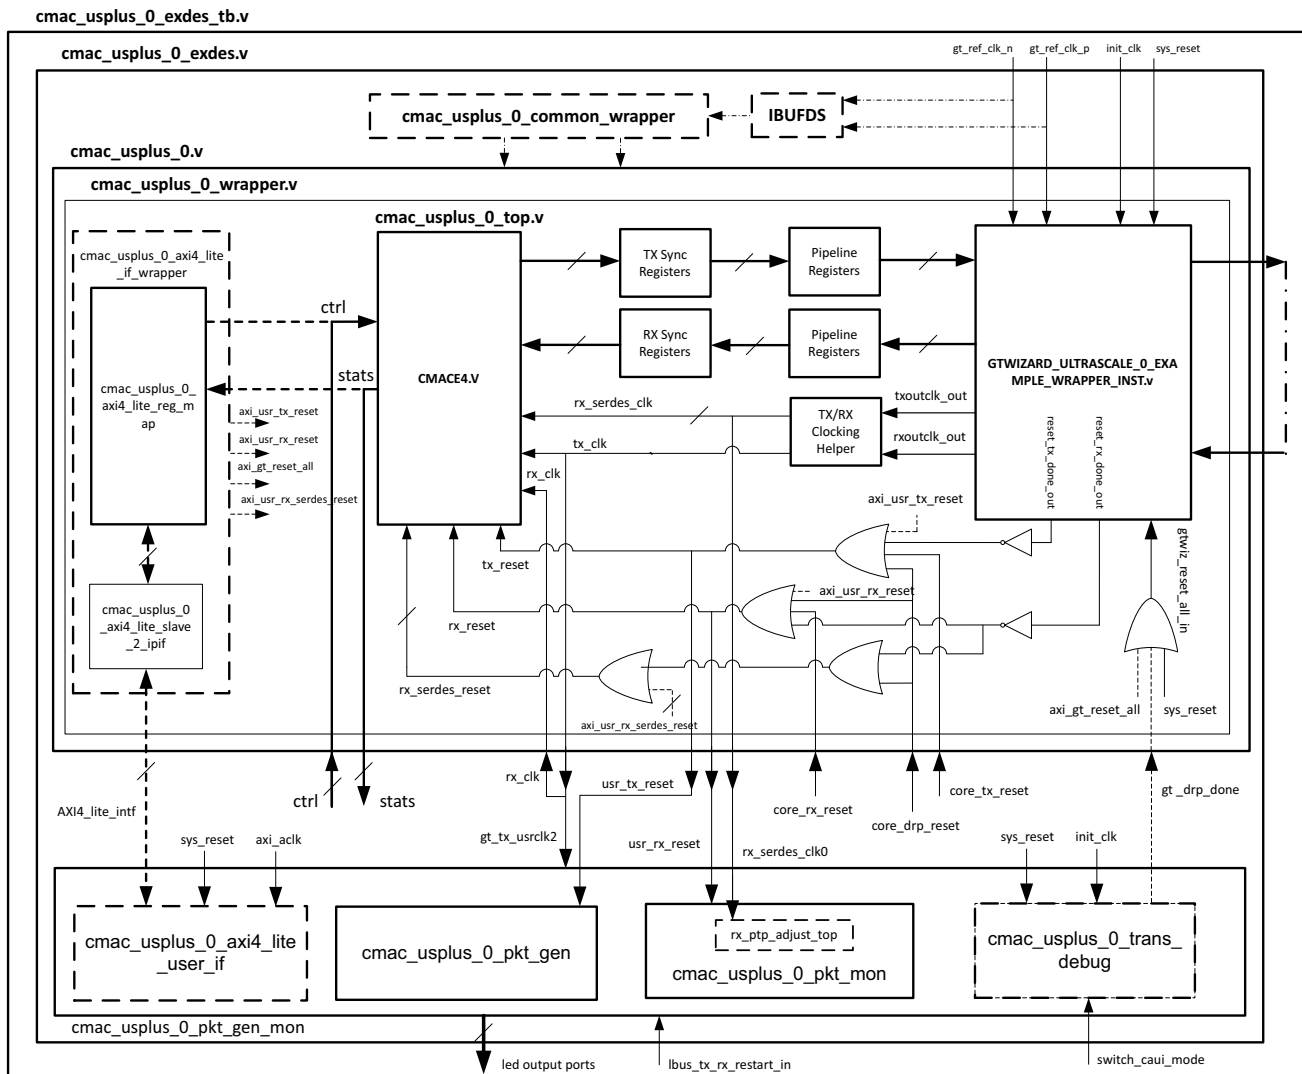 cmac_usplus_0_exdes_tb.v
cmac_usplus_0_exdes.v
gt_ref_clk_n
gt_ref_clk_p
init_clk
sys_reset
cmac_usplus_0_common_wrapper
IBUFDS
cmac_usplus_0.v
cmac_usplus_0_wrapper.v
cmac_usplus_0_top.v
cmac_usplus_0_axi4_lite
_if_wrapper
ctrl
stats
cmac_usplus_0_
axi4_lite_reg_m
ap
axi_usr_tx_reset
axi_usr_rx_reset
axi_gt_reset_all
axi_usr_rx_serdes_reset
cmac_usplus_0
_axi4_lite_slave
_2_ipif
CMACE4.V
TX Sync
Registers
Pipeline
Registers
RX Sync
Registers
Pipeline
Registers
GTWIZARD_ULTRASCALE_0_EXA
MPLE_WRAPPER_INST.v
rx_serdes_clk
tx_clk
rx_clk
TX/RX
Clocking
Helper
txoutclk_out
rxoutclk_out
reset_tx_done_out
reset_rx_done_out
axi_usr_tx_reset
tx_reset
axi_usr_rx_reset
rx_reset
gtwiz_reset_all_in
rx_serdes_reset
axi_usr_rx_serdes_reset
axi_gt_reset_all
sys_reset
ctrl
stats
AXI4_lite_intf
rx_clk
usr_tx_reset
gt_tx_usrclk2
usr_rx_reset
rx_serdes_clk0
core_rx_reset
core_drp_reset
core_tx_reset
gt _drp_done
sys_reset
axi_aclk
sys_reset
init_clk
cmac_usplus_0_axi4_lite
_user_if
cmac_usplus_0_pkt_gen
rx_ptp_adjust_top
cmac_usplus_0_pkt_mon
cmac_usplus_0_trans_
debug
cmac_usplus_0_pkt_gen_mon
led output ports
lbus_tx_rx_restart_in
switch_caui_mode